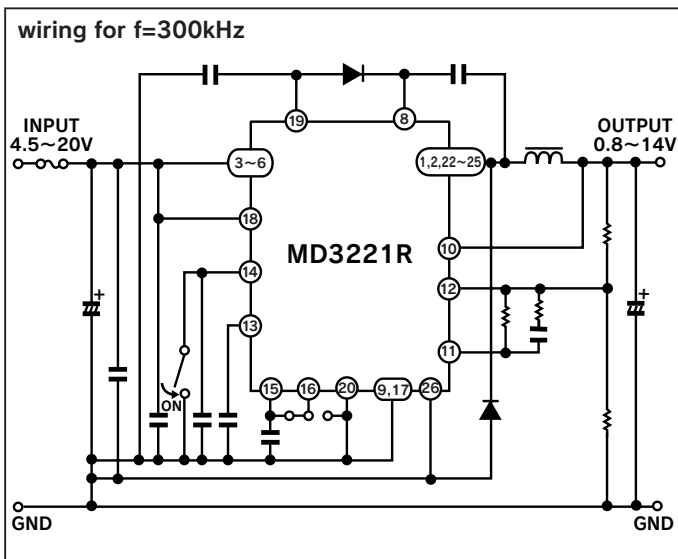 wiring for f=300kHz
19
8
INPUT
4.5～20V
OUTPUT
0.8～14V
3～6
1,2,22～25
18
MD3221R
10
14
12
13
11
+
+
ON
15
16
20
9,17
26
GND
GND